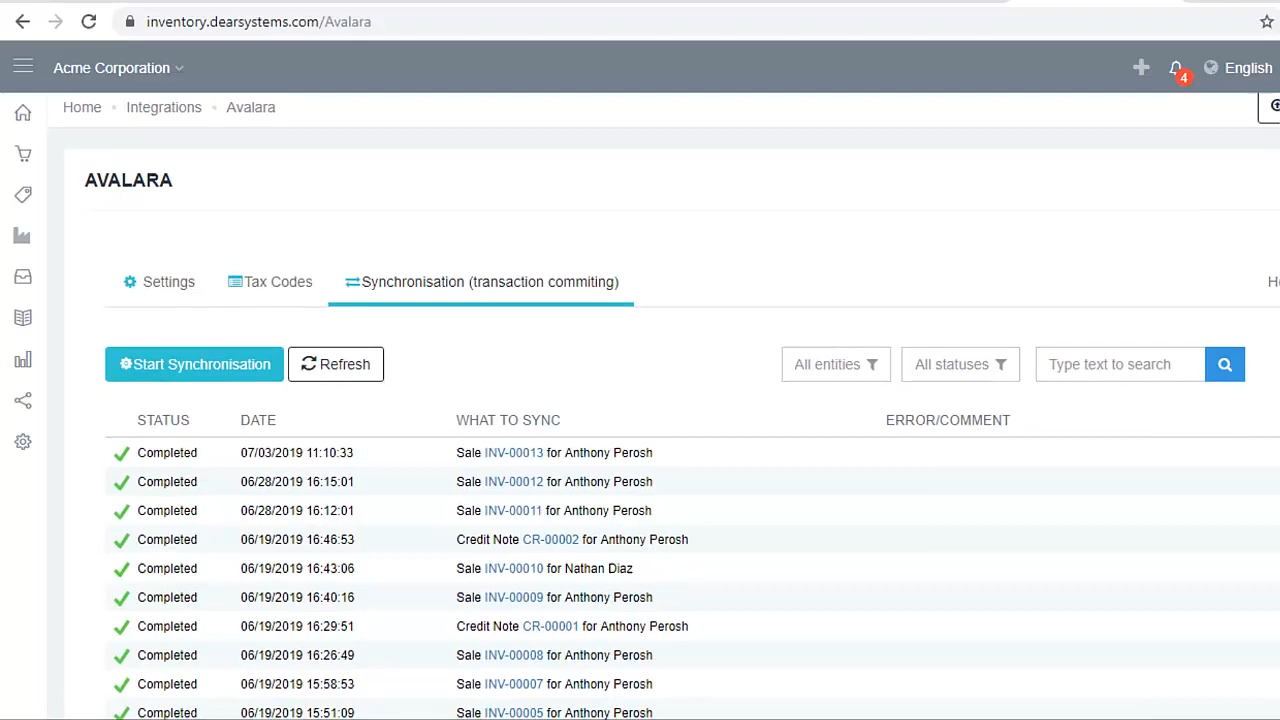 inventory.dearsystems.com/Avalara
Acme Corporation
4
English
Home Integrations Avalara
AVALARA
Settings
Tax Codes
Synchronisation (transaction commiting)
Start Synchronisation
Refresh
All entities
All statuses
Type text to search
STATUS DATE WHAT TO SYNC ERROR/COMMENT
Completed 07/03/2019 11:10:33 Sale INV-00013 for Anthony Perosh
Completed 06/28/2019 16:15:01 Sale INV-00012 for Anthony Perosh
Completed 06/28/2019 16:12:01 Sale INV-00011 for Anthony Perosh
Completed 06/19/2019 16:46:53 Credit Note CR-00002 for Anthony Perosh
Completed 06/19/2019 16:43:06 Sale INV-00010 for Nathan Diaz
Completed 06/19/2019 16:40:16 Sale INV-00009 for Anthony Perosh
Completed 06/19/2019 16:29:51 Credit Note CR-00001 for Anthony Perosh
Completed 06/19/2019 16:26:49 Sale INV-00008 for Anthony Perosh
Completed 06/19/2019 15:58:53 Sale INV-00007 for Anthony Perosh
Completed 06/19/2019 15:51:09 Sale INV-00005 for Anthony Perosh